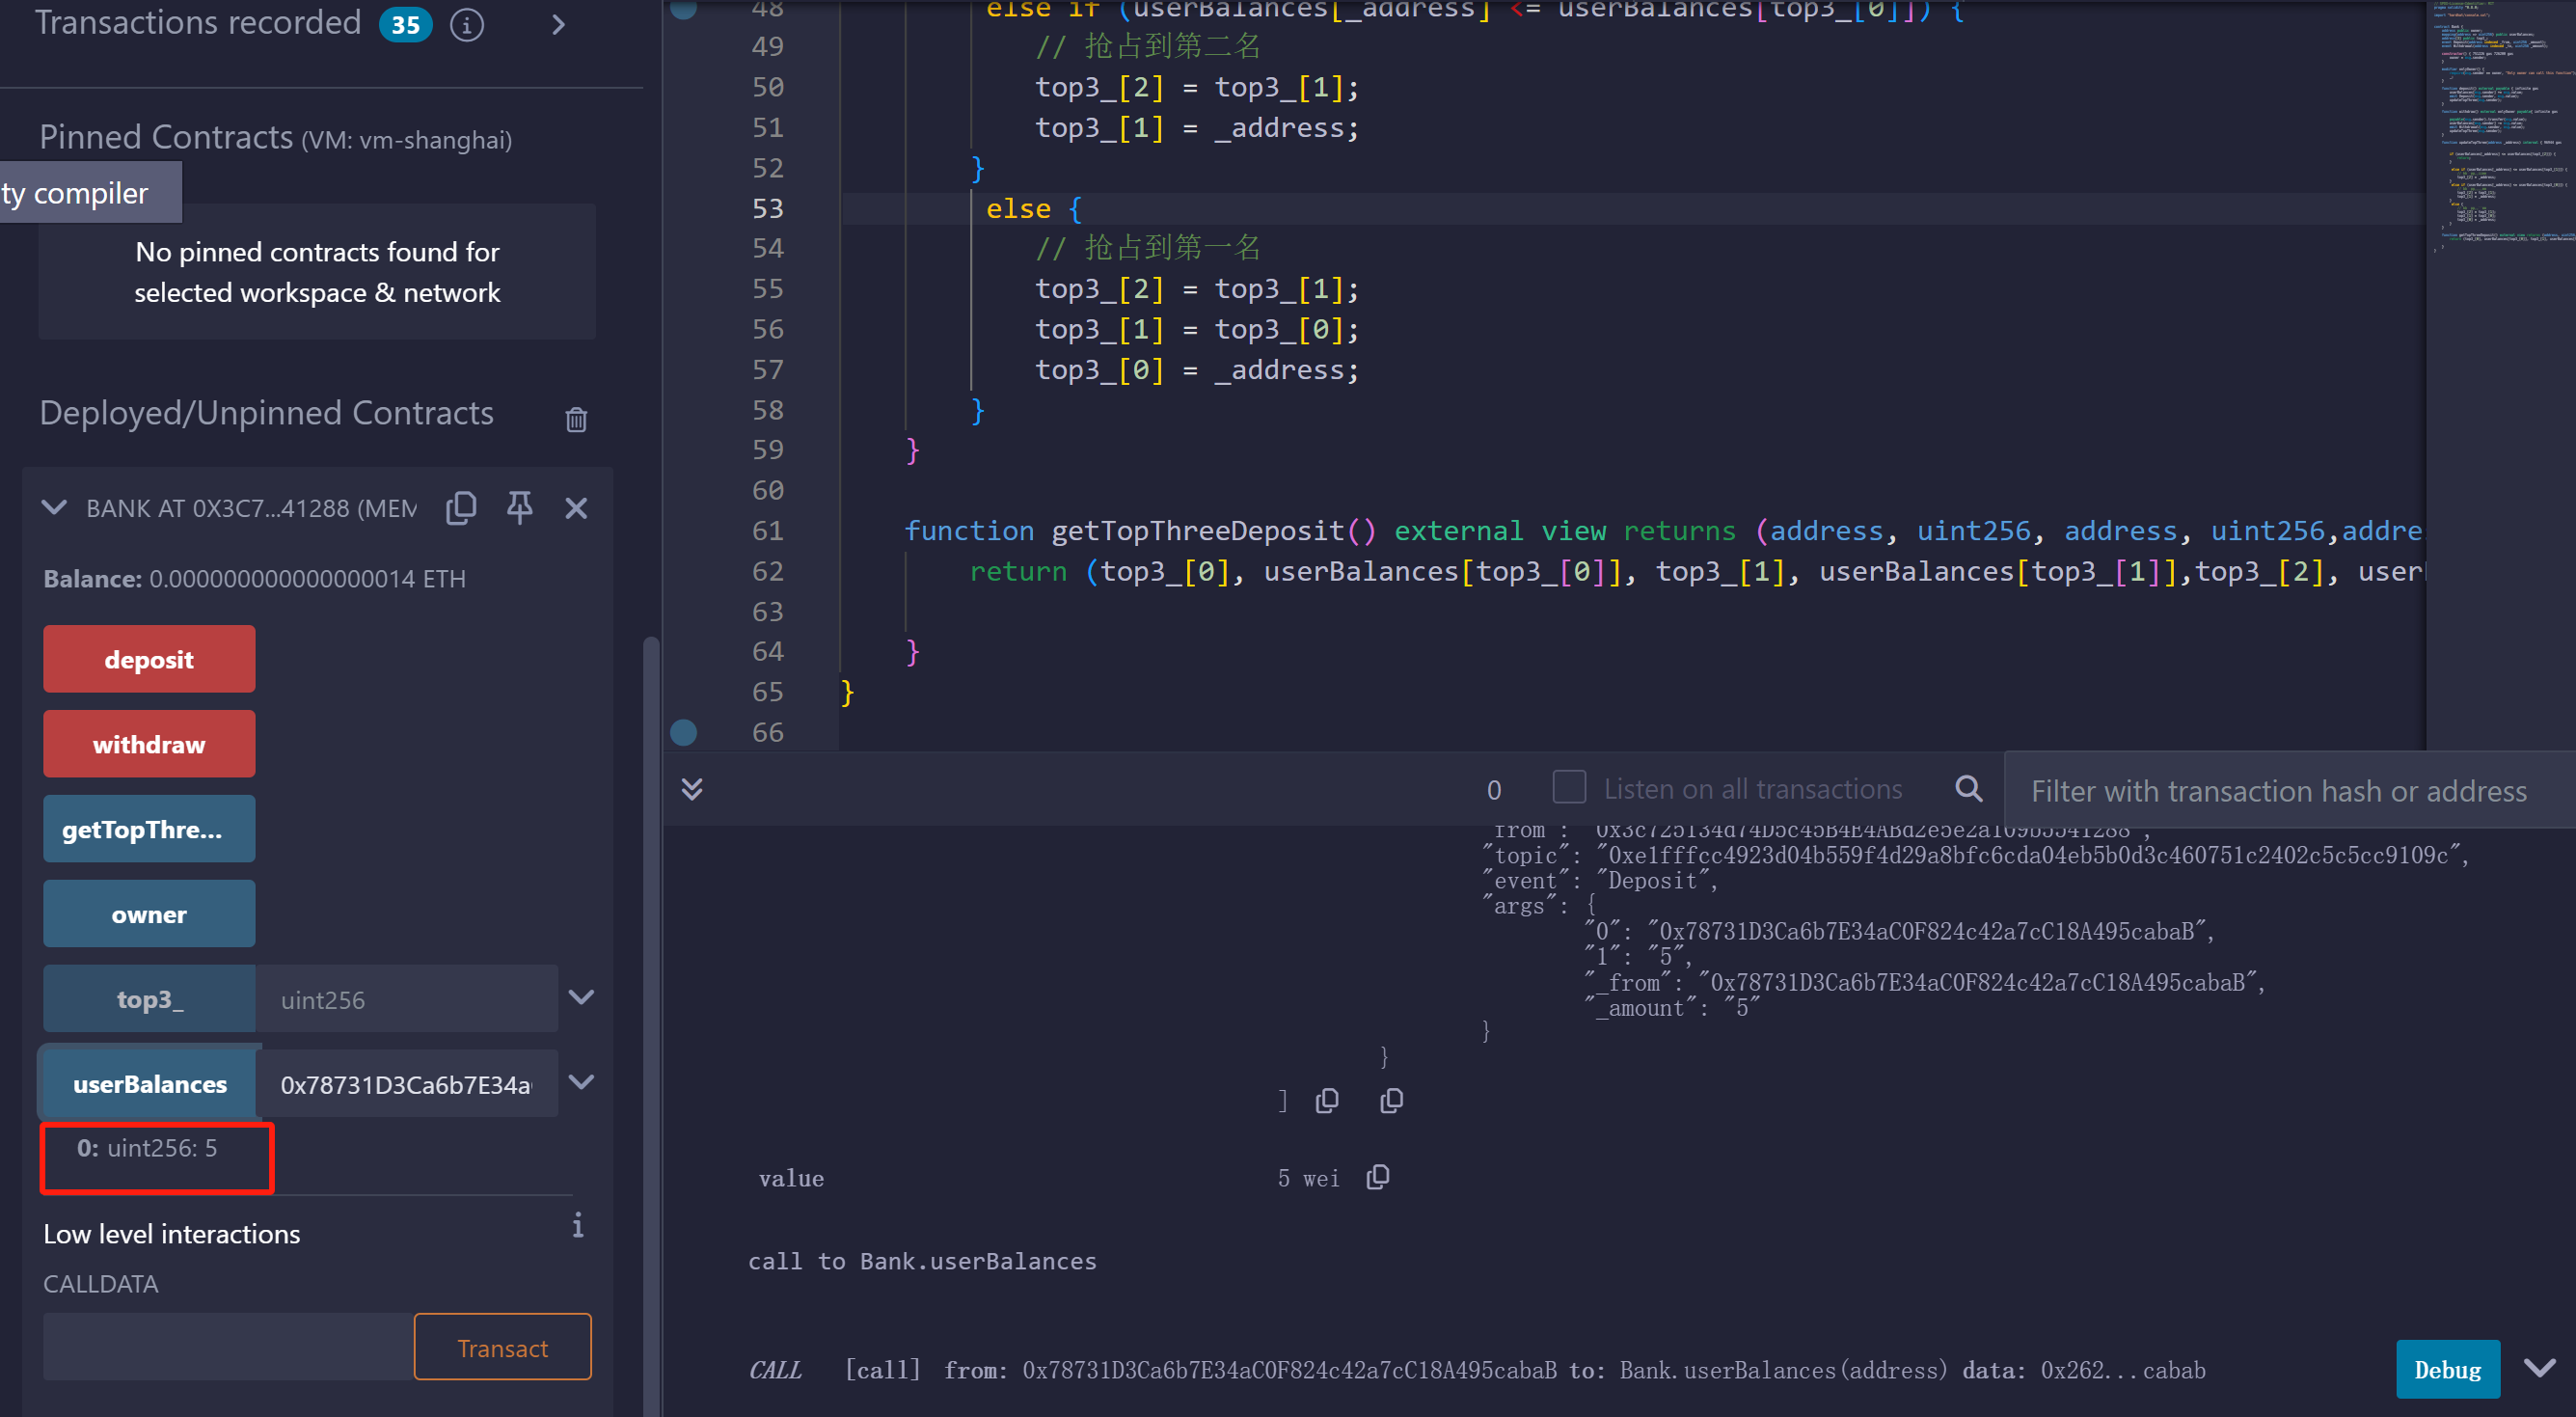 Transactions recorded 35
Pinned Contracts (VM: vm-shanghai)
ty compiler
No pinned contracts found for
selected workspace & network
Deployed/Unpinned Contracts
BANK AT 0X3C7...41288 (MEM
Balance: 0.000000000000000014 ETH
deposit
withdraw
getTopThre...
owner
top3_ uint256
userBalances 0x78731D3Ca6b7E34a
0: uint256: 5
Low level interactions
CALLDATA
Transact
48 else if (userBalances[_address] <= userBalances[top3_[0]]) {
49 // 抢占到第二名
50 top3_[2] = top3_[1];
51 top3_[1] = _address;
52 }
53 else {
54 // 抢占到第一名
55 top3_[2] = top3_[1];
56 top3_[1] = top3_[0];
57 top3_[0] = _address;
58 }
59 }
60
61 function getTopThreeDeposit() external view returns (address, uint256, address, uint256,addre
62 return (top3_[0], userBalances[top3_[0]], top3_[1], userBalances[top3_[1]],top3_[2], user
63
64 }
65 }
66
0 Listen on all transactions Filter with transaction hash or address
"topic": "0xe1fffcc4923d04b559f4d29a8bfc6cda04eb5b0d3c460751c2402c5c5cc9109c",
"event": "Deposit",
"args": {
"0": "0x78731D3Ca6b7E34aC0F824c42a7cC18A495cabaB",
"1": "5",
"_from": "0x78731D3Ca6b7E34aC0F824c42a7cC18A495cabaB",
"_amount": "5"
}
}
]
value 5 wei
call to Bank.userBalances
CALL [call] from: 0x78731D3Ca6b7E34aC0F824c42a7cC18A495cabaB to: Bank.userBalances(address) data: 0x262...cabab
Debug